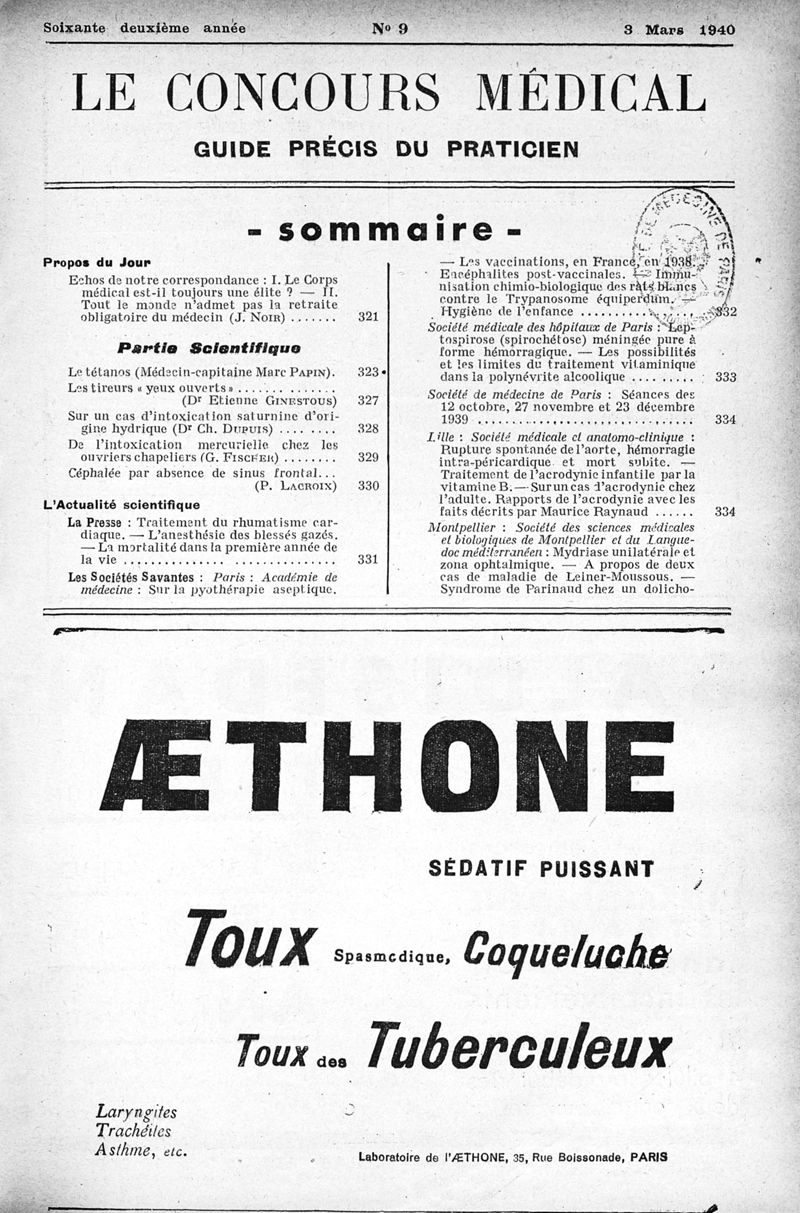 Soixante deuxième année
No 9
3 Mars 1940
LE CONCOURS MÉDICAL
GUIDE PRÉCIS DU PRATICIEN
- sommaire -
Propos du Jour
Echos de notre correspondance : I. Le Corps
médical est-il toujours une élite ? — II.
Tout le monde n'admet pas la retraite
obligatoire du médecin (J. NOIR) ....... 321
Partie Scientifique
Le tétanos (Médecin-capitaine Marc PAPIN). 323
Les tireurs « yeux ouverts » ..............
(Dr Etienne GINESTOUS) 327
Sur un cas d'intoxication saturnine d'ori-
gine hydrique (Dr Ch. DUPUIS) ........ 328
De l'intoxication mercurielle chez les
ouvriers chapeliers (G. FISCHER) ........ 329
Céphalée par absence de sinus frontal...
(P. LACROIX) 330
L'Actualité scientifique
La Presse : Traitement du rhumatisme car-
diaque. — L'anesthésie des blessés gazés.
— La mortalité dans la première année de
la vie ........................... 331
Les Sociétés Savantes : Paris : Académie de
médecine : Sur la pyothérapie aseptique.
— Les vaccinations, en France, en 1938.
Encéphalites post-vaccinales. — Immu-
nisation chimio-biologique des rats blancs
contre le Trypanosome équiperdum. —
Hygiène de l'enfance .................. 332
Société médicale des hôpitaux de Paris : Lep-
tospirose (spirochétose) méningée pure à
forme hémorragique. — Les possibilités
et les limites du traitement vitaminique
dans la polynévrite alcoolique ......... 333
Société de médecine de Paris : Séances des
12 octobre, 27 novembre et 23 décembre
1939 ................................ 334
Lille : Société médicale et anatomo-clinique :
Rupture spontanée de l'aorte, hémorragie
intra-péricardique et mort subite. —
Traitement de l'acrodynie infantile par la
vitamine B. — Sur un cas d'acrodynie chez
l'adulte. Rapports de l'acrodynie avec les
faits décrits par Maurice Raynaud ...... 334
Montpellier : Société des sciences médicales
et biologiques de Montpellier et du Langue-
doc méditerranéen : Mydriase unilatérale et
zona ophtalmique. — A propos de deux
cas de maladie de Leiner-Moussous. —
Syndrome de Parinaud chez un dolicho-
ÆTHONE
SÉDATIF PUISSANT
Toux Spasmodique, Coqueluche
Toux des Tuberculeux
Laryngites
Trachéites
Asthme, etc.
Laboratoire de l'ÆTHONE, 35, Rue Boissonade, PARIS